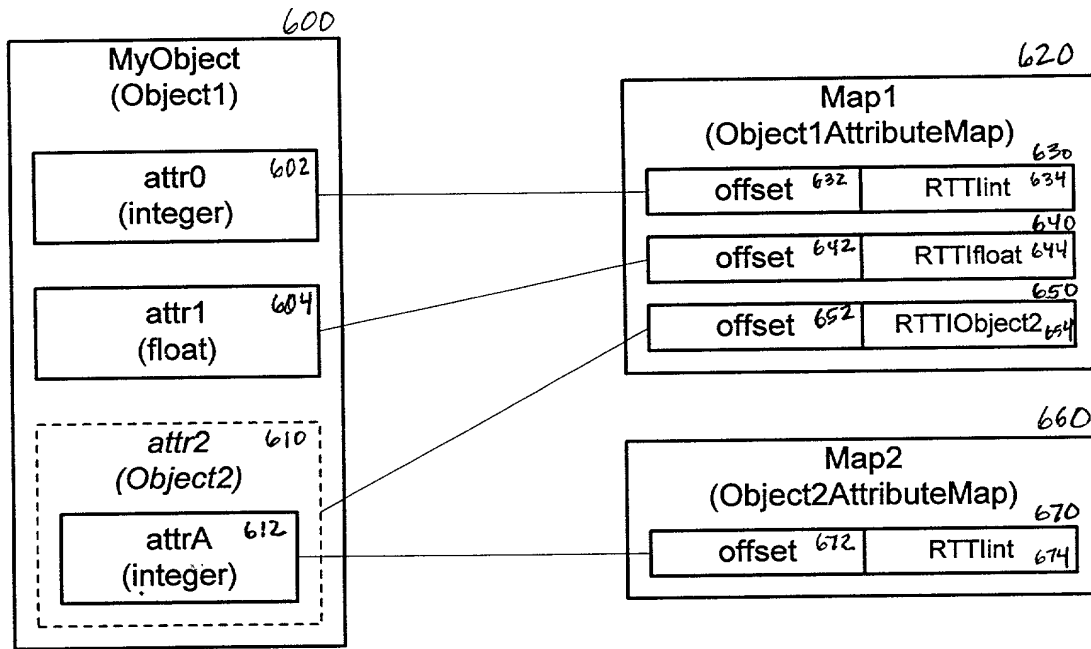 600
MyObject
(Object1)
attr0 602
(integer)
attr1 604
(float)
attr2 610
(Object2)
attrA 612
(integer)
620
Map1
(Object1AttributeMap)
630
offset 632 RTTIint 634
640
offset 642 RTTIfloat 644
650
offset 652 RTTIObject2 654
660
Map2
(Object2AttributeMap)
670
offset 672 RTTIint 674